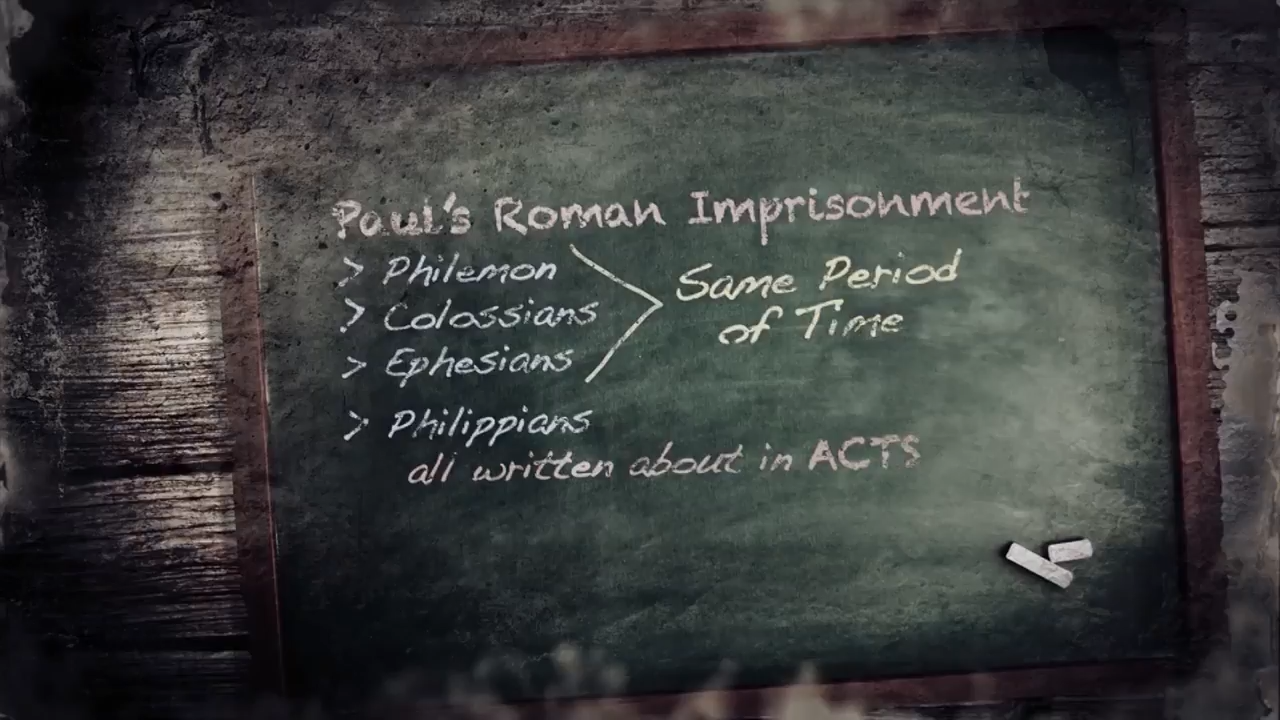 Paul's Roman Imprisonment
> Philemon
> Colossians
> Ephesians
Same Period
of Time
> Philippians
all written about in ACTS